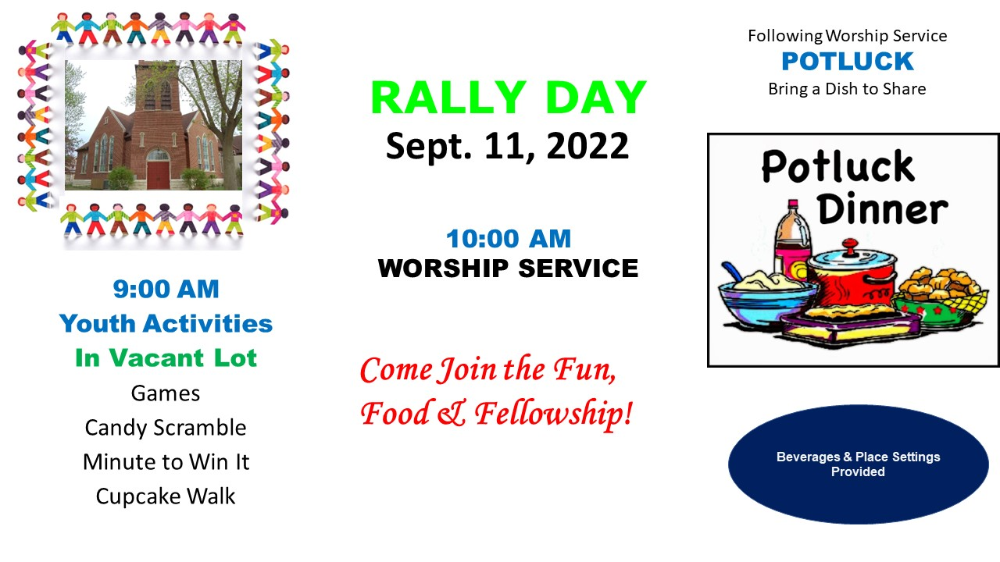 RALLY DAY
Sept. 11, 2022
9:00 AM
Youth Activities
In Vacant Lot
Games
Candy Scramble
Minute to Win It
Cupcake Walk
10:00 AM
WORSHIP SERVICE
Come Join the Fun,
Food & Fellowship!
Following Worship Service
POTLUCK
Bring a Dish to Share
Potluck
Dinner
Beverages & Place Settings
Provided